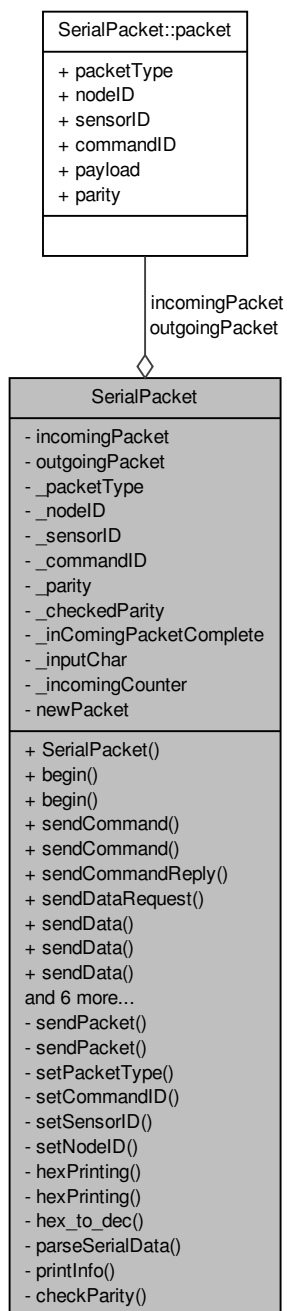 SerialPacket::packet
+ packetType
+ nodeID
+ sensorID
+ commandID
+ payload
+ parity
incomingPacket
outgoingPacket
SerialPacket
- incomingPacket
- outgoingPacket
- _packetType
- _nodeID
- _sensorID
- _commandID
- _parity
- _checkedParity
- _inComingPacketComplete
- _inputChar
- _incomingCounter
- newPacket
+ SerialPacket()
+ begin()
+ begin()
+ sendCommand()
+ sendCommand()
+ sendCommandReply()
+ sendDataRequest()
+ sendData()
+ sendData()
+ sendData()
and 6 more...
- sendPacket()
- sendPacket()
- setPacketType()
- setCommandID()
- setSensorID()
- setNodeID()
- hexPrinting()
- hexPrinting()
- hex_to_dec()
- parseSerialData()
- printInfo()
- checkParity()